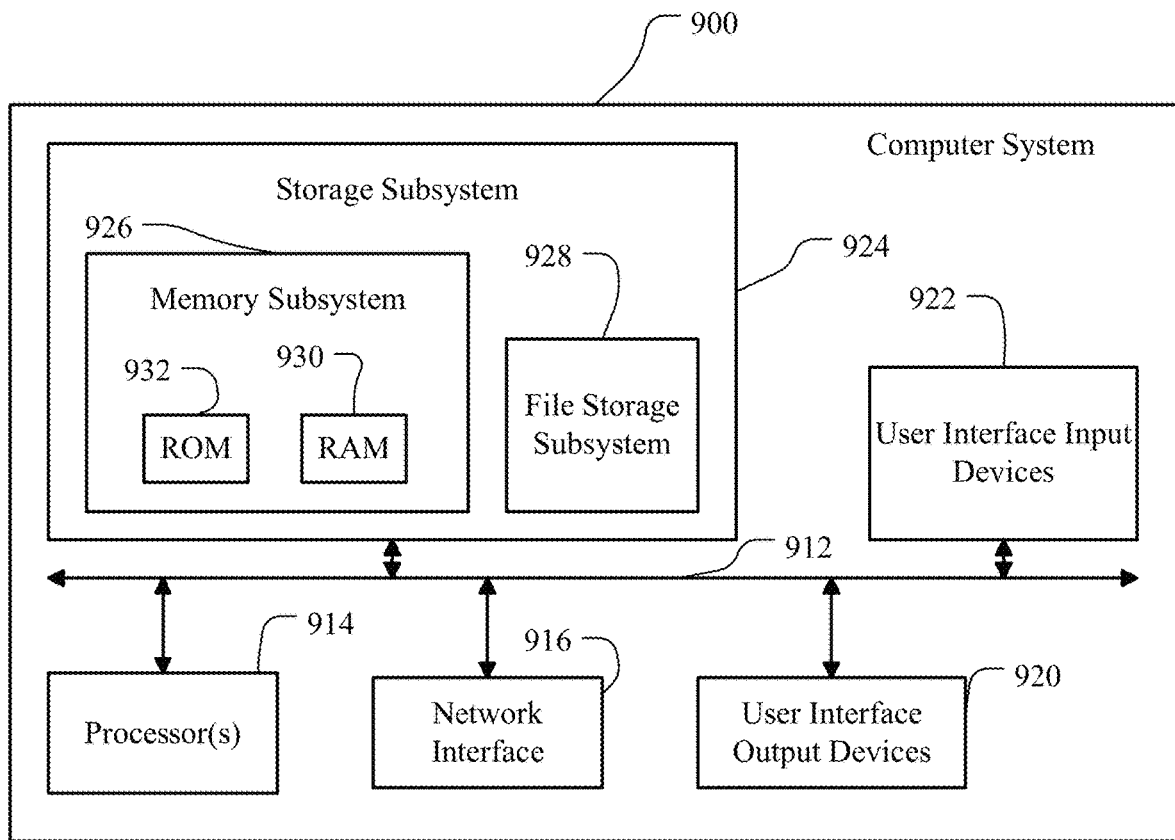 900
Computer System
Storage Subsystem
926
928
924
Memory Subsystem
922
932
930
File Storage
Subsystem
User Interface Input
Devices
ROM
RAM
912
914
916
920
Processor(s)
Network
Interface
User Interface
Output Devices